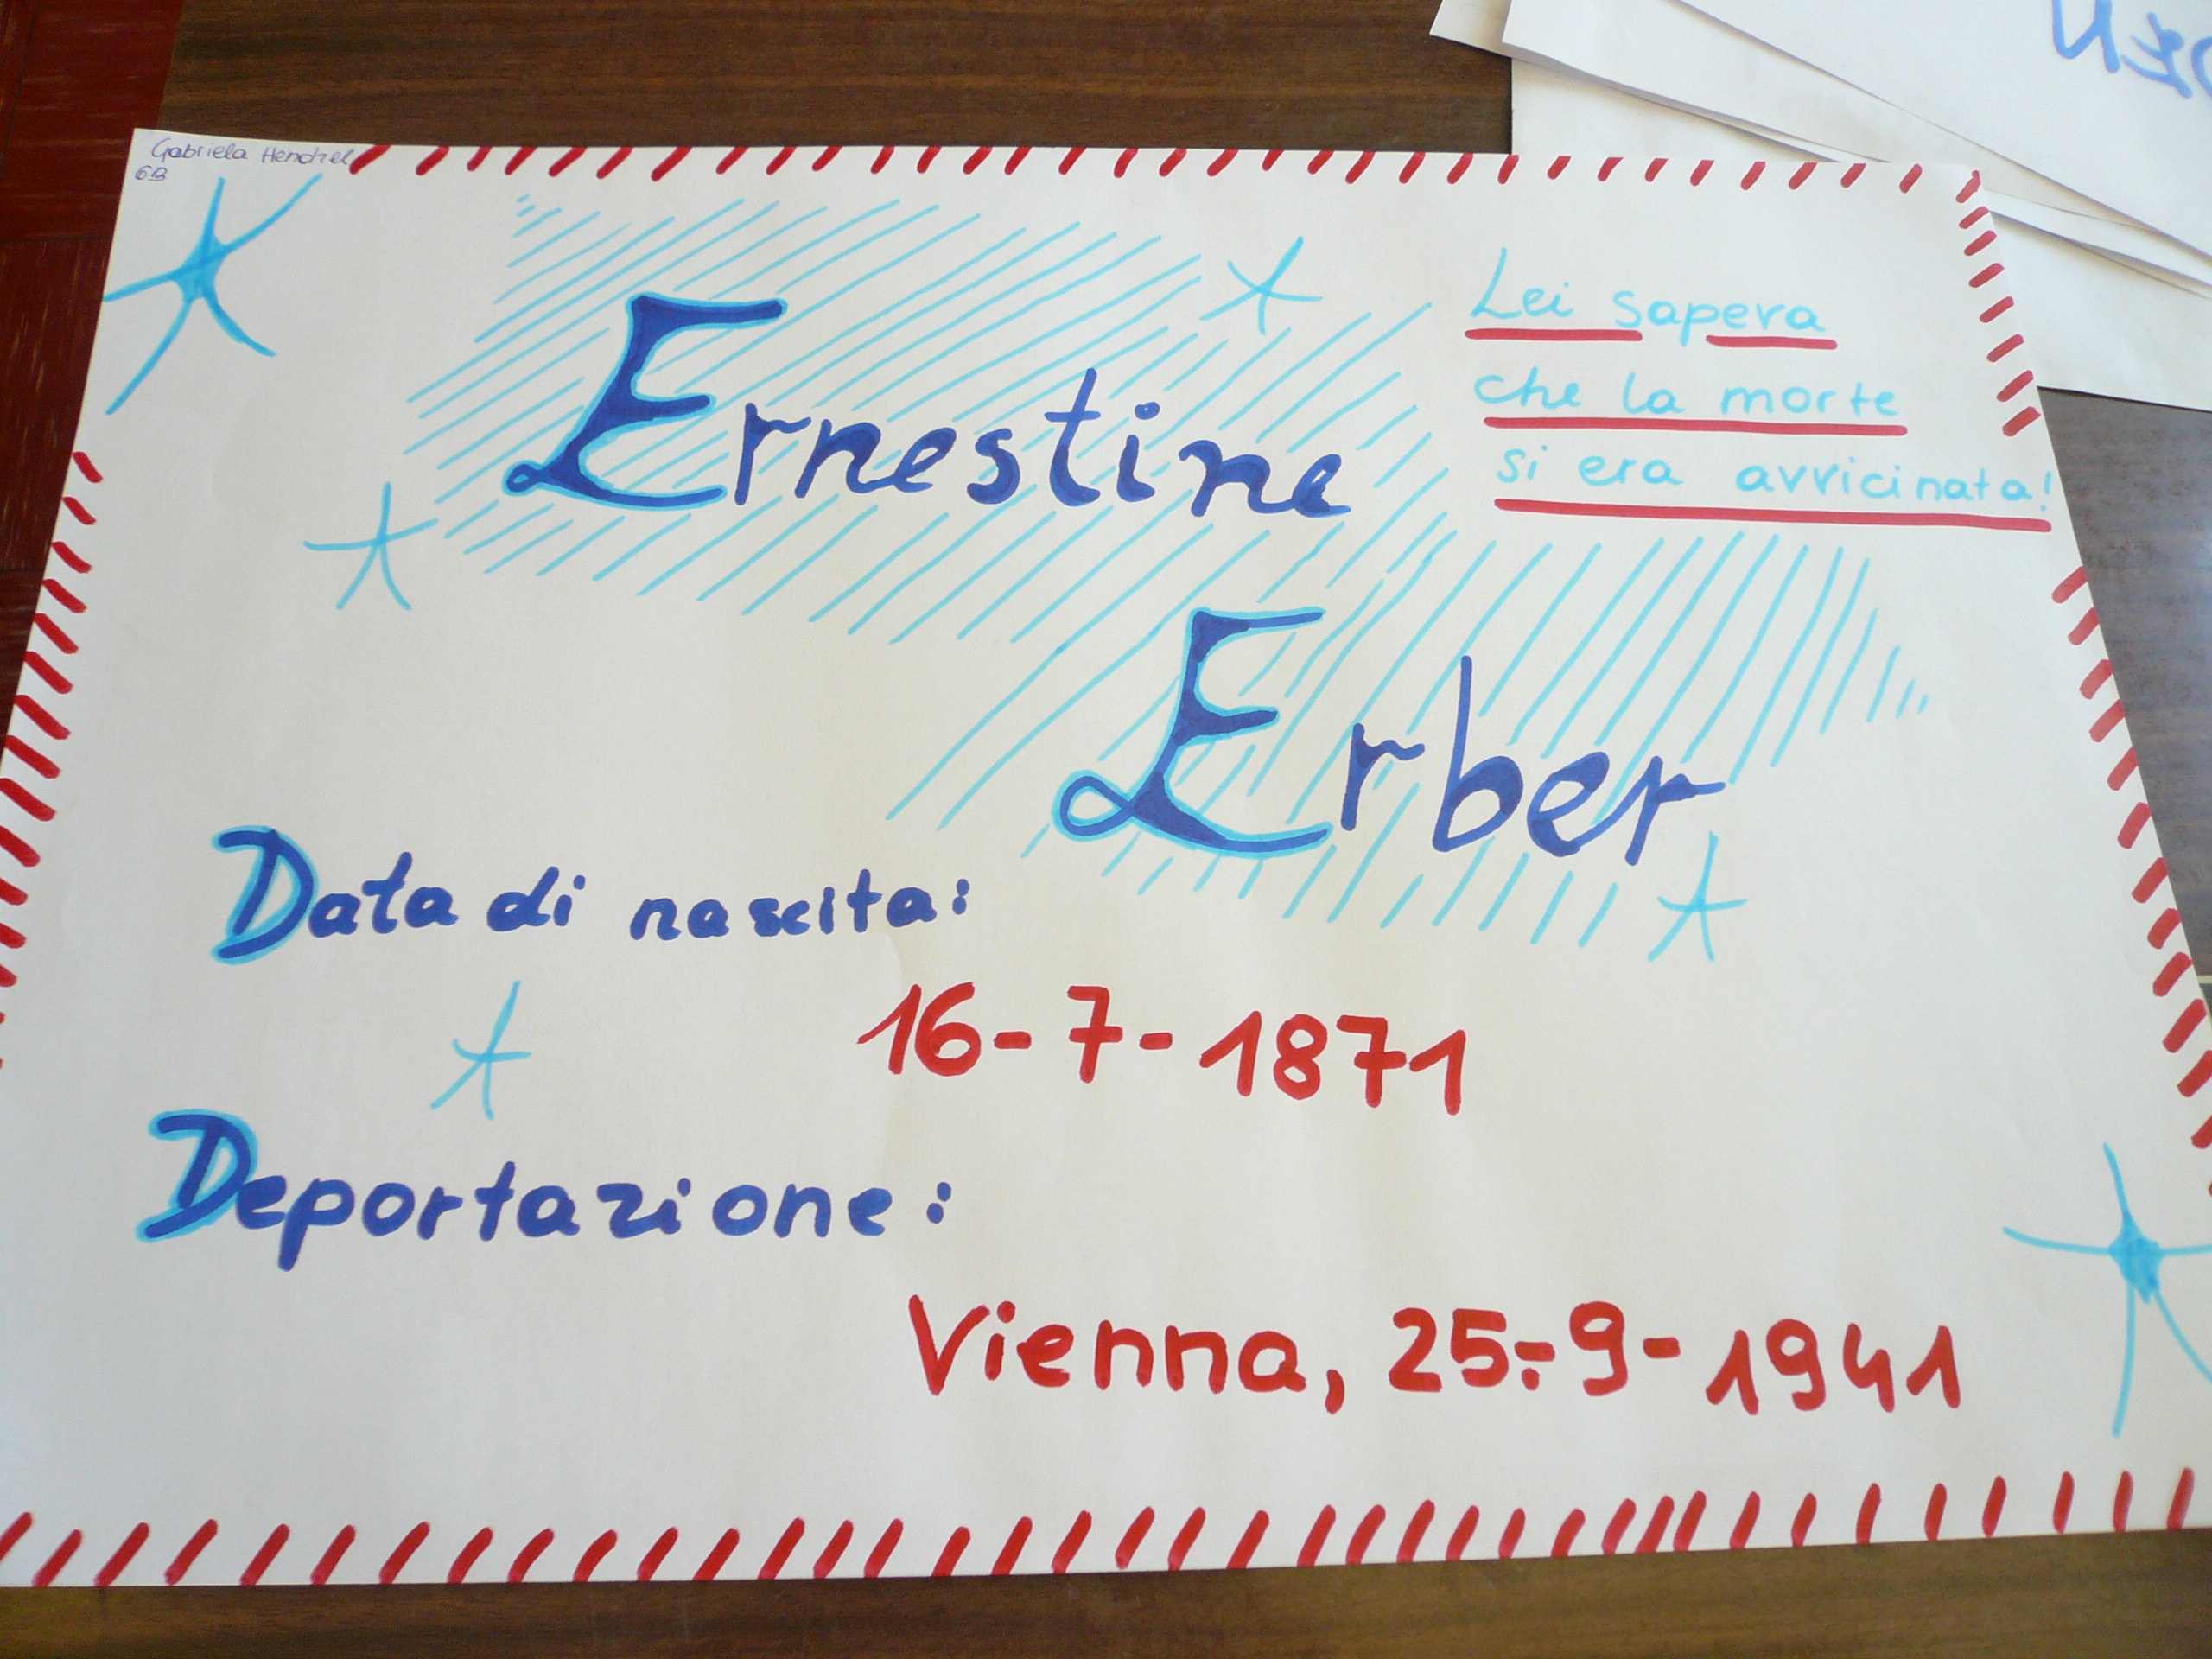 Gabriela Hendrel
6B
Lei sapeva
che la morte
si era avvicinata!
Ernestine
Erber
Data di nascita:
16-7-1871
Deportazione:
Vienna, 25.-9-1941